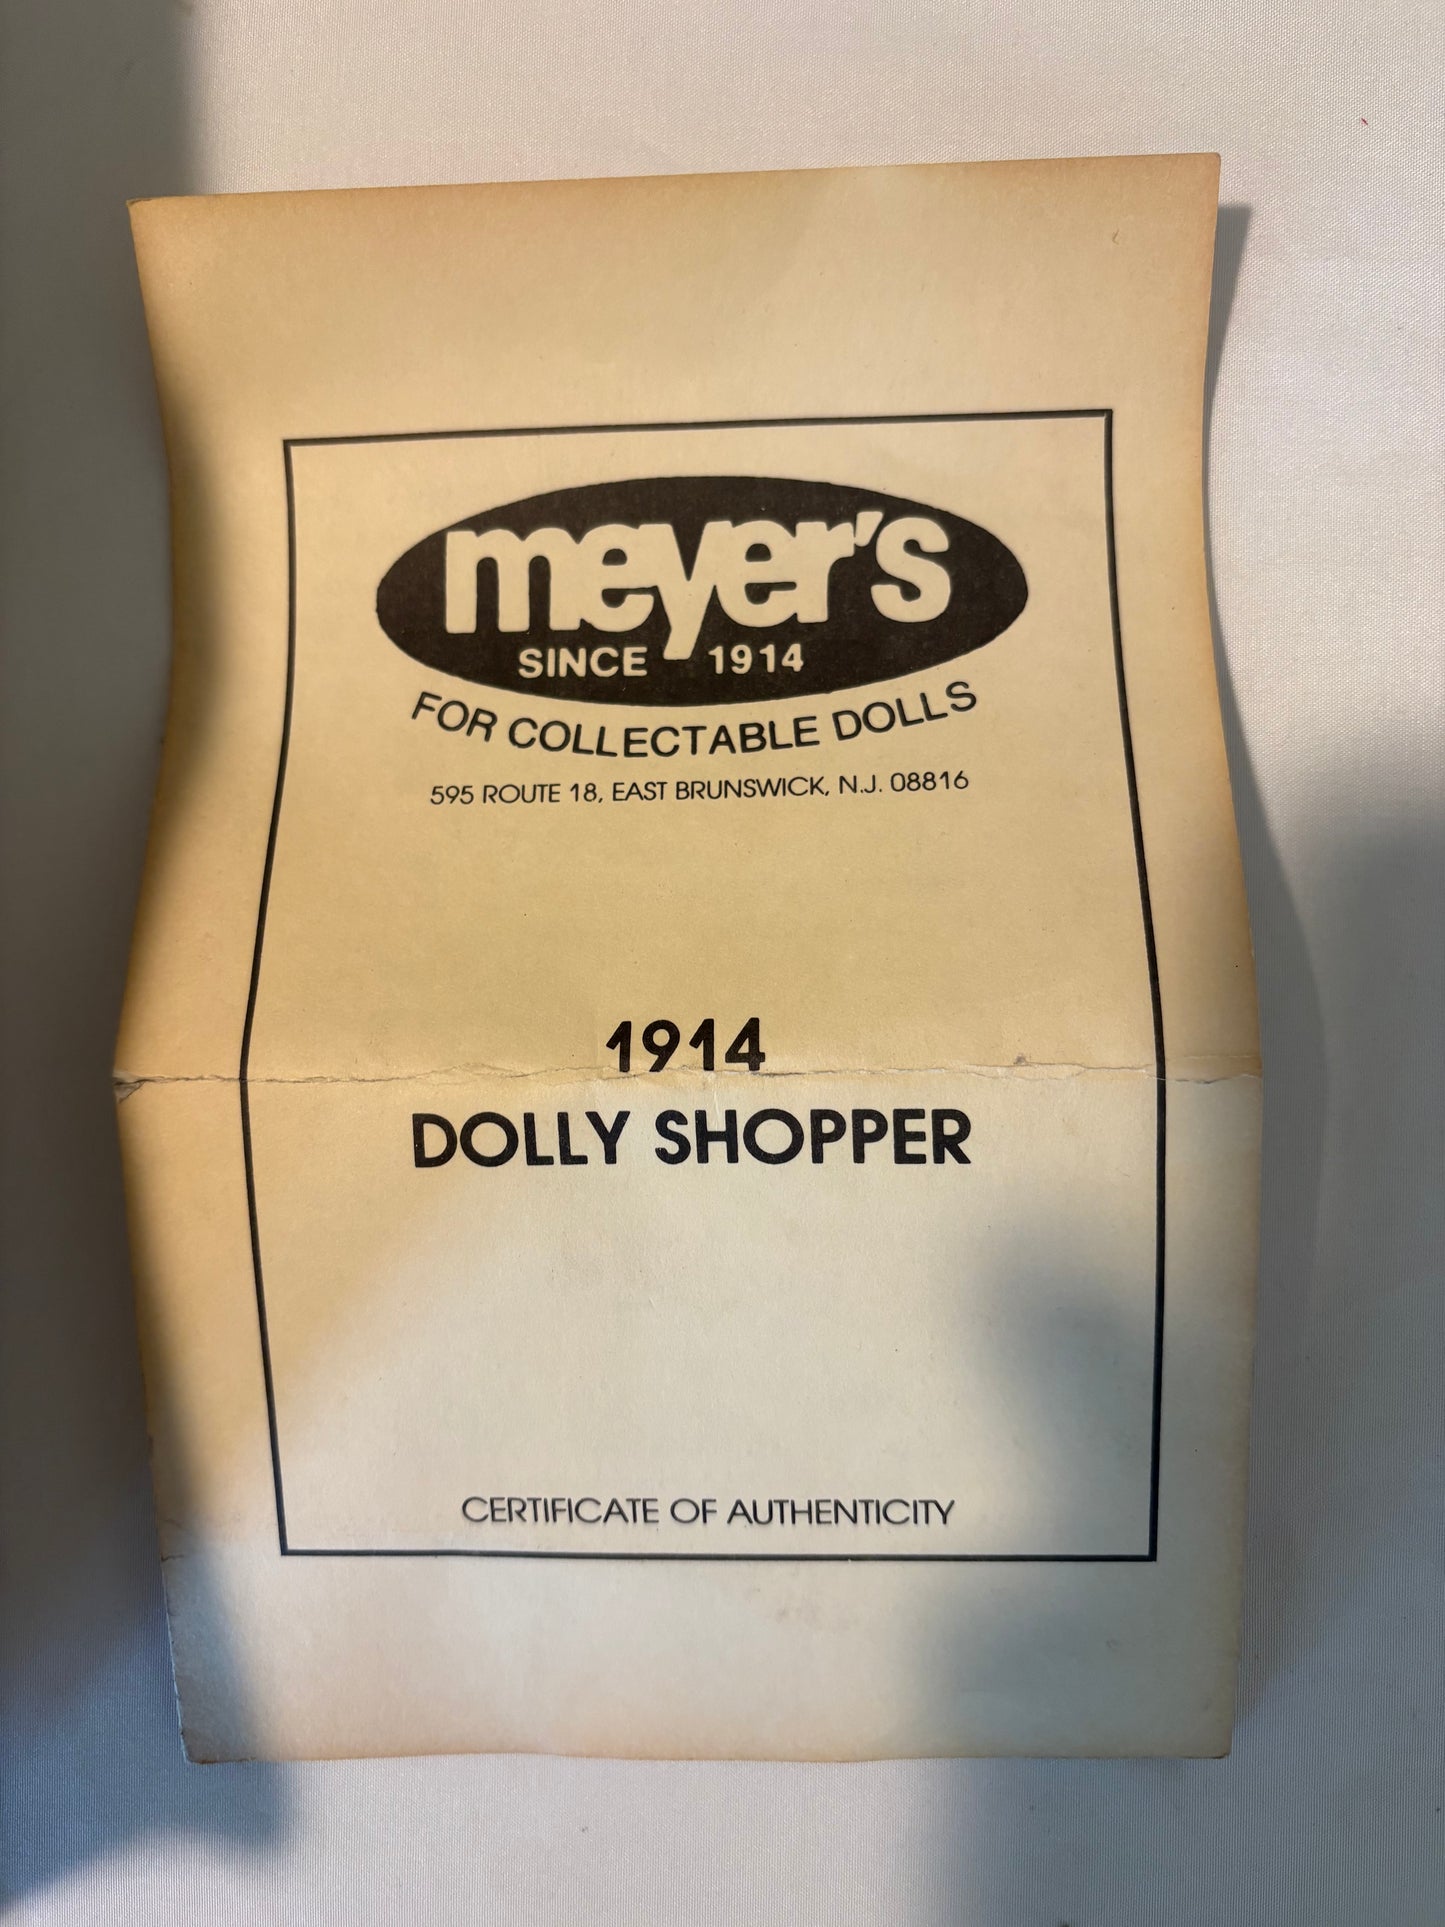 meyer's
SINCE 1914
FOR COLLECTABLE DOLLS
595 ROUTE 18, EAST BRUNSWICK, N.J. 08816
1914
DOLLY SHOPPER
CERTIFICATE OF AUTHENTICITY